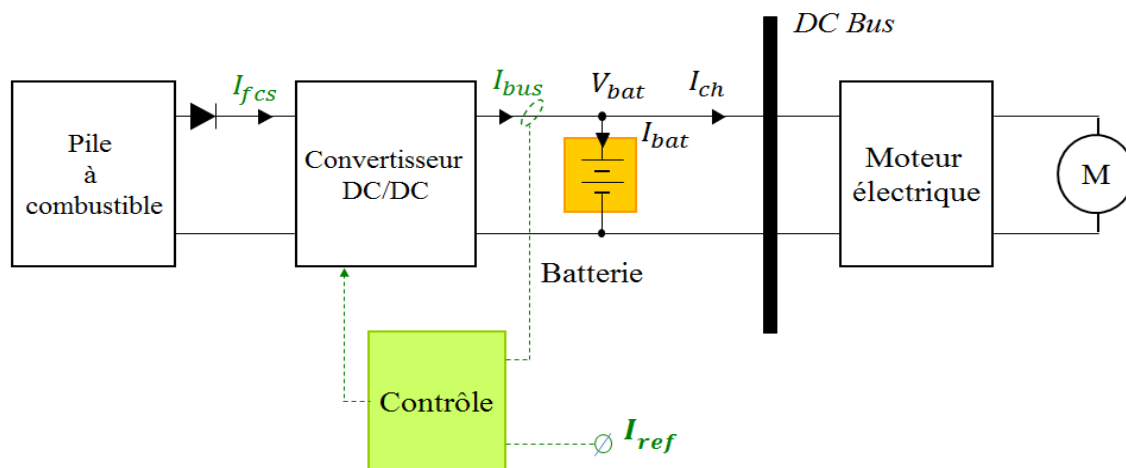 DC Bus
I_fcs
I_bus
V_bat
I_ch
I_bat
Pile
à
combustible
Convertisseur
DC/DC
Moteur
électrique
M
Batterie
Contrôle
I_ref